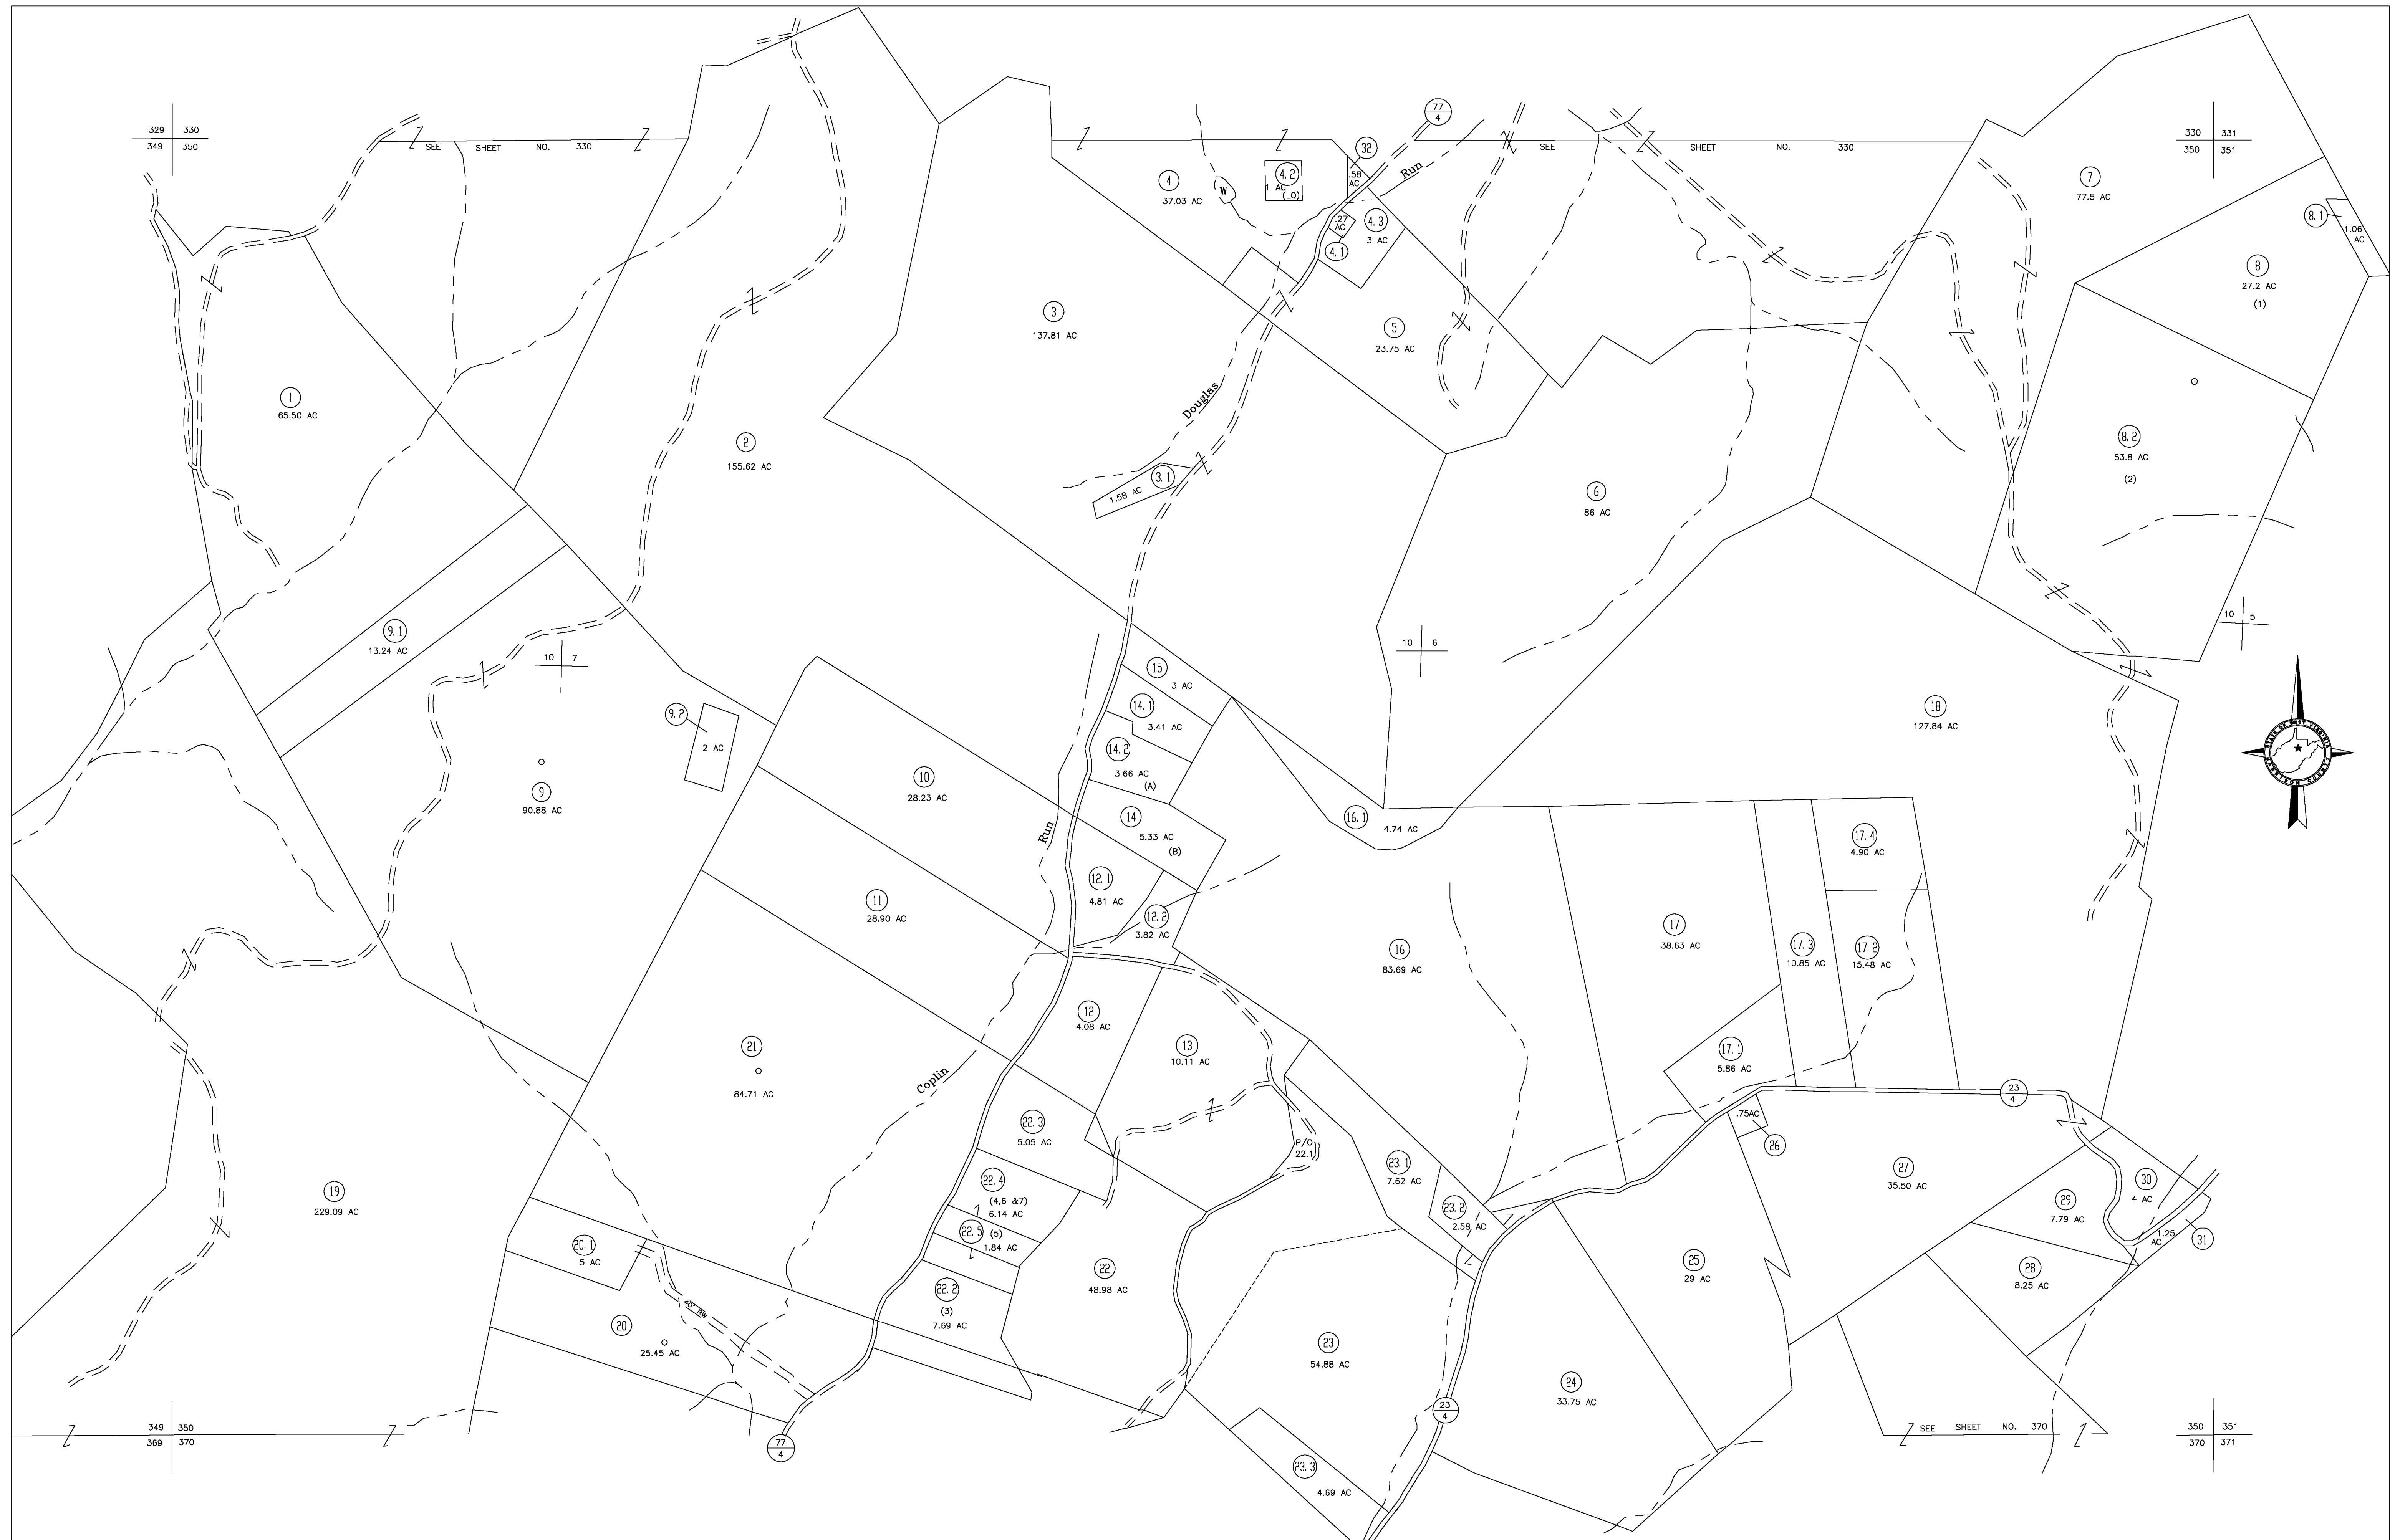 329 330
349 350
SEE SHEET NO. 330
77
4
32
4
37.03 AC
W
4.2
1 AC
(LQ)
.58
AC
Run
SEE SHEET NO. 330
330 331
350 351
7
77.5 AC
4.3
3 AC
.27
AC
4.1
8.1
1.06
AC
8
27.2 AC
(1)
3
137.81 AC
5
23.75 AC
1
65.50 AC
Douglas
2
155.62 AC
8.2
53.8 AC
(2)
3.1
1.58 AC
6
86 AC
9.1
13.24 AC
10 7
10 6
10 5
15
3 AC
14.1
3.41 AC
18
127.84 AC
9.2
2 AC
14.2
3.66 AC
(A)
STATE OF WEST VIRGINIA
HARRISON COUNTY
9
90.88 AC
10
28.23 AC
14
5.33 AC
(B)
16.1
4.74 AC
17.4
4.90 AC
Run
12.1
4.81 AC
11
28.90 AC
12.2
3.82 AC
16
83.69 AC
17
38.63 AC
17.3
10.85 AC
17.2
15.48 AC
12
4.08 AC
13
10.11 AC
21
84.71 AC
17.1
5.86 AC
Coplin
23
4
22.3
5.05 AC
.75AC
26
P/O
22.1
23.1
7.62 AC
27
35.50 AC
30
4 AC
19
229.09 AC
22.4
(4,6 &7)
6.14 AC
29
7.79 AC
23.2
2.58 AC
22.5
(5)
1.84 AC
1.25
AC
31
20.1
5 AC
25
29 AC
28
8.25 AC
22
48.98 AC
22.2
(3)
7.69 AC
40' RW
20
25.45 AC
23
54.88 AC
24
33.75 AC
23
4
349 350
369 370
77
4
SEE SHEET NO. 370
350 351
370 371
23.3
4.69 AC